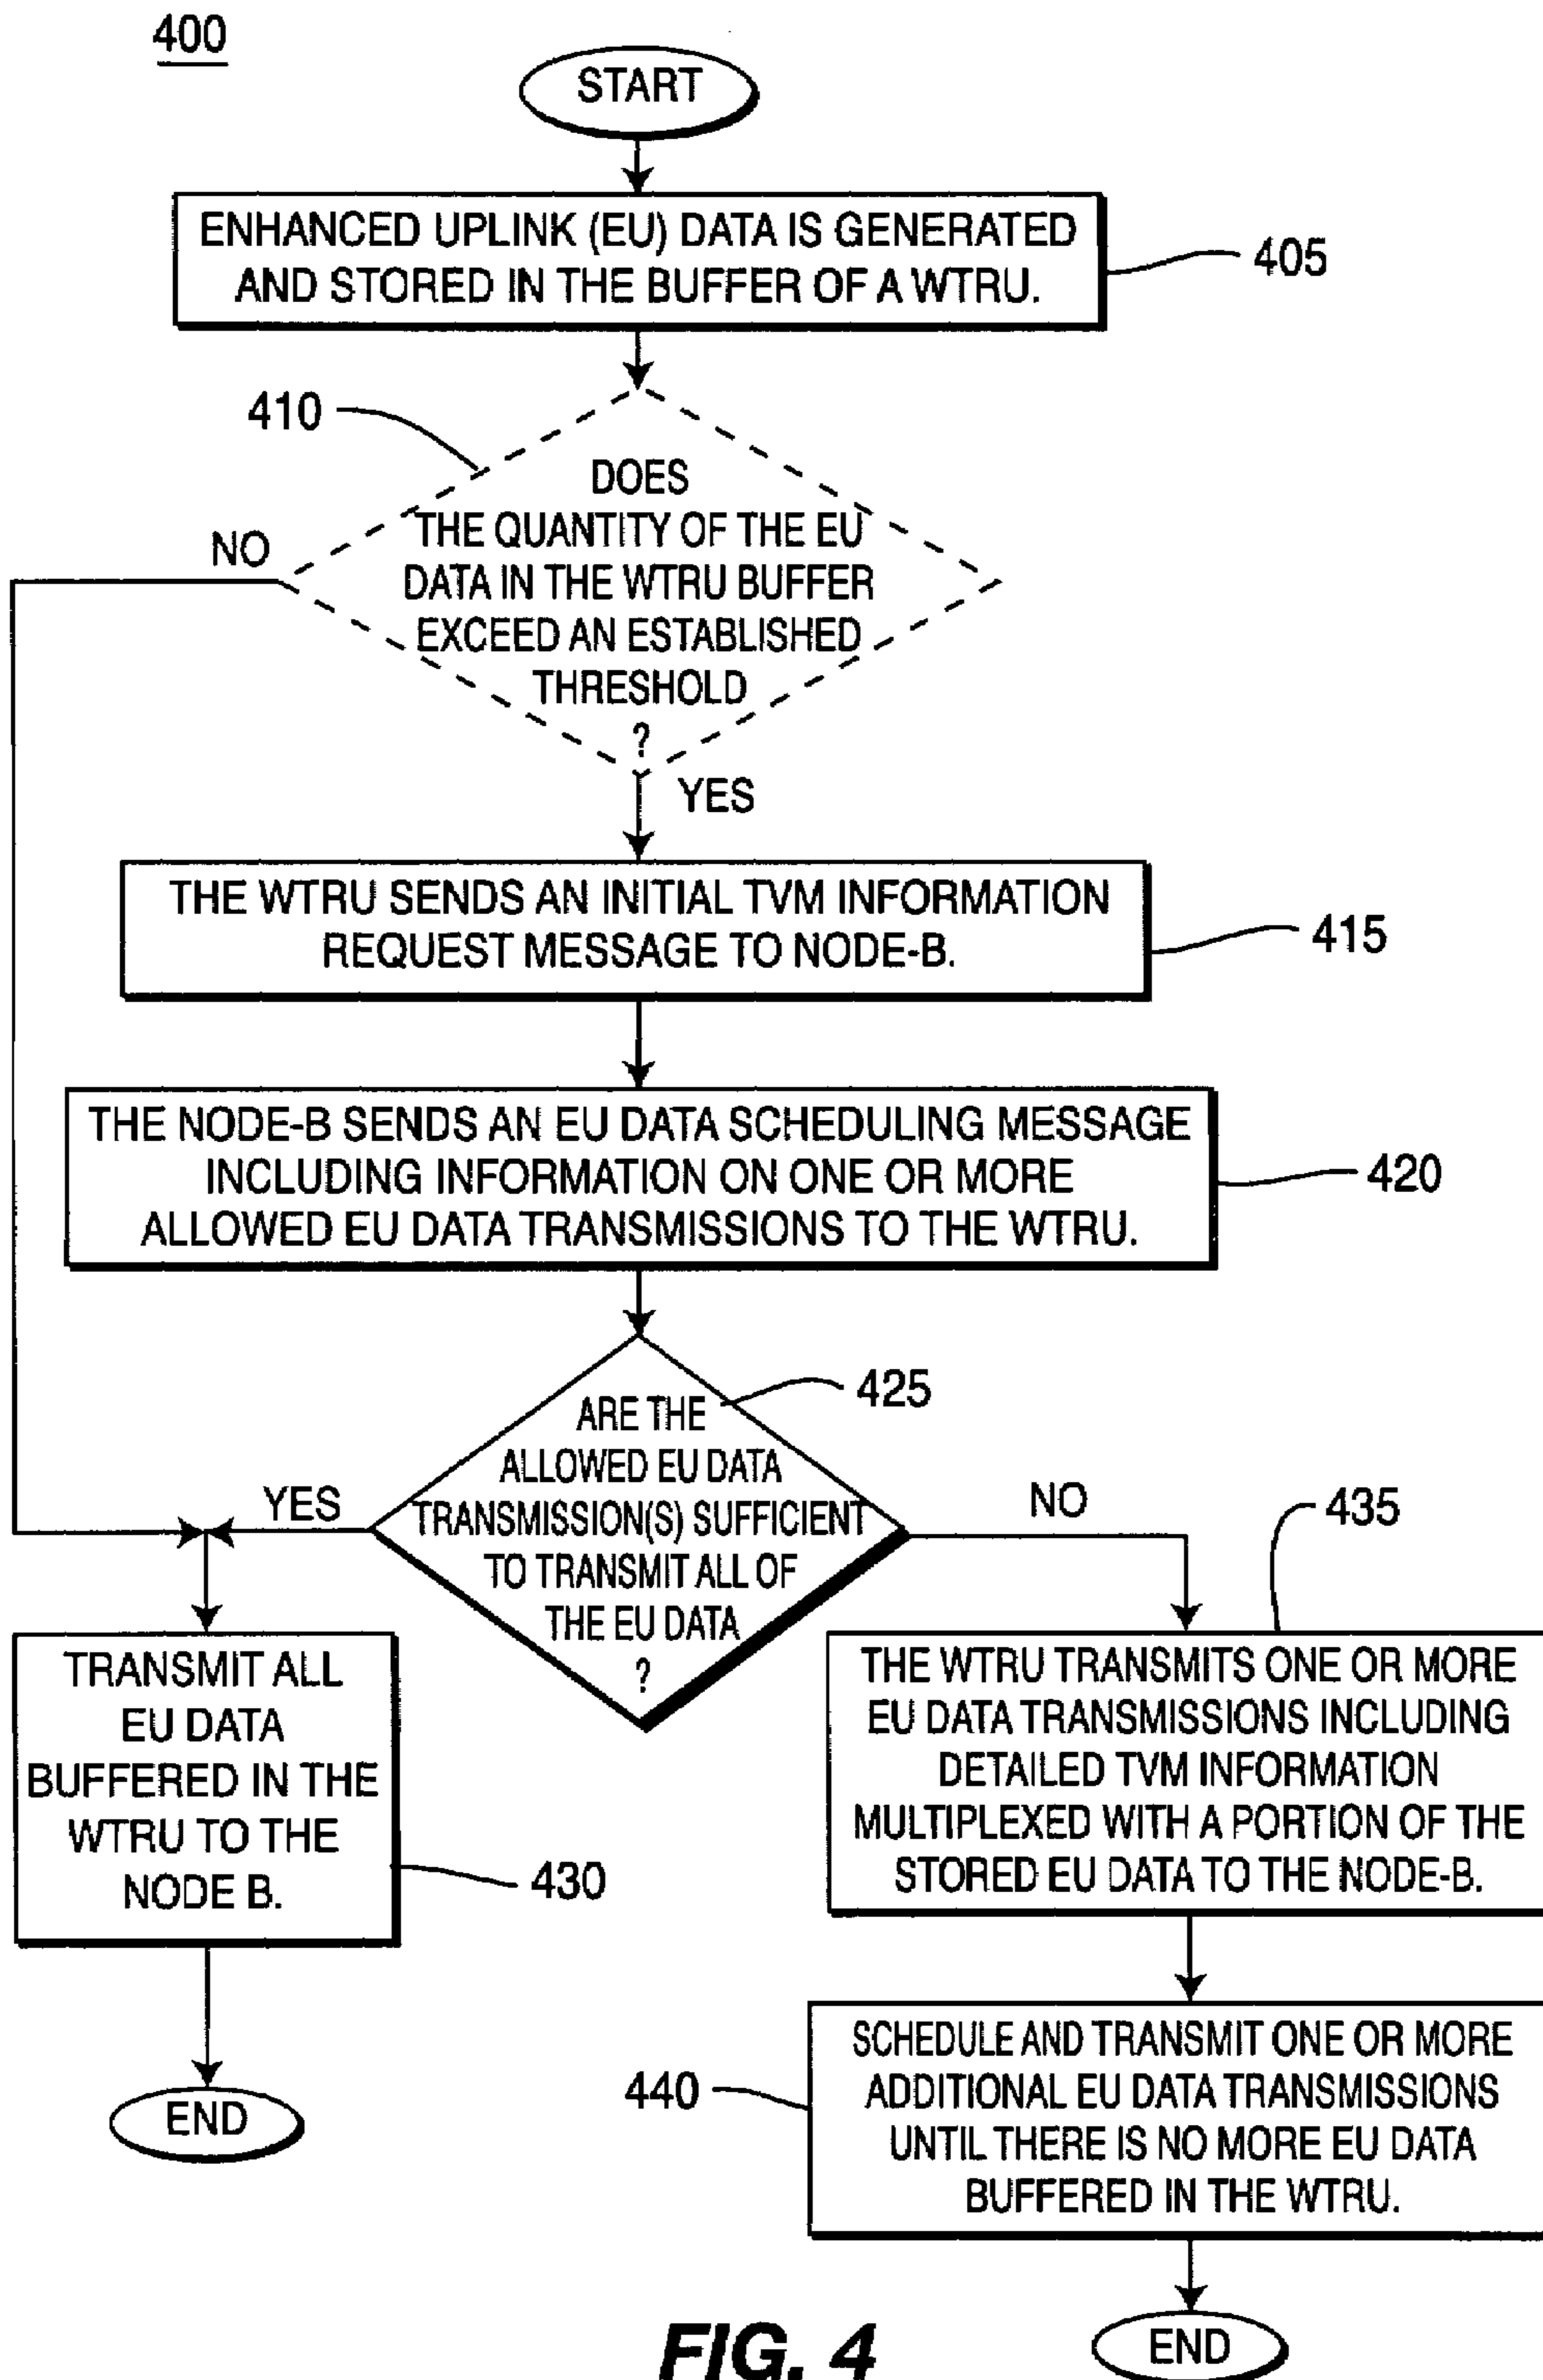 400
START
ENHANCED UPLINK (EU) DATA IS GENERATED
AND STORED IN THE BUFFER OF A WTRU.
405
410
DOES
THE QUANTITY OF THE EU
DATA IN THE WTRU BUFFER
EXCEED AN ESTABLISHED
THRESHOLD
?
NO
YES
THE WTRU SENDS AN INITIAL TVM INFORMATION
REQUEST MESSAGE TO NODE-B.
415
THE NODE-B SENDS AN EU DATA SCHEDULING MESSAGE
INCLUDING INFORMATION ON ONE OR MORE
ALLOWED EU DATA TRANSMISSIONS TO THE WTRU.
420
425
ARE THE
ALLOWED EU DATA
TRANSMISSION(S) SUFFICIENT
TO TRANSMIT ALL OF
THE EU DATA
?
YES
NO
435
TRANSMIT ALL
EU DATA
BUFFERED IN THE
WTRU TO THE
NODE B.
430
END
THE WTRU TRANSMITS ONE OR MORE
EU DATA TRANSMISSIONS INCLUDING
DETAILED TVM INFORMATION
MULTIPLEXED WITH A PORTION OF THE
STORED EU DATA TO THE NODE-B.
SCHEDULE AND TRANSMIT ONE OR MORE
ADDITIONAL EU DATA TRANSMISSIONS
UNTIL THERE IS NO MORE EU DATA
BUFFERED IN THE WTRU.
440
END
FIG. 4